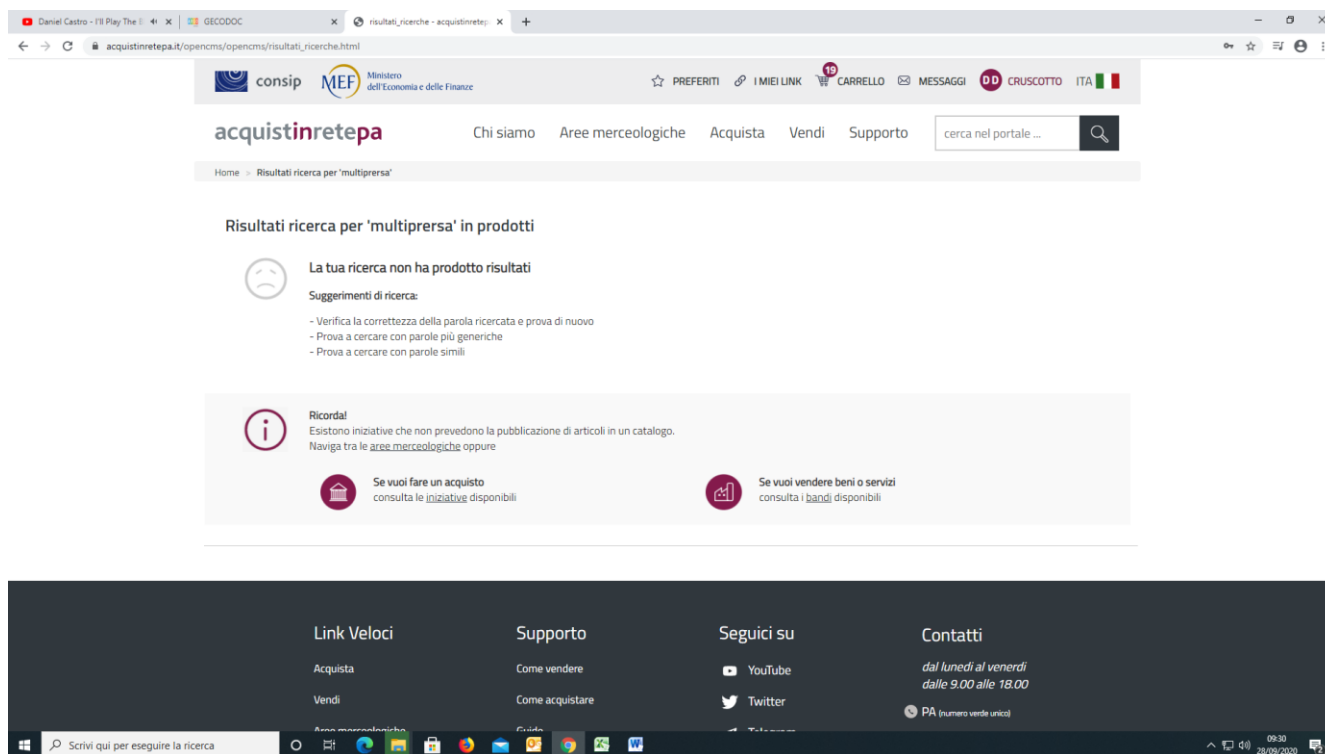 Daniel Castro - I'll Play The
GECODOC
risultati_ricerche - acquistinretep
acquistinretepa.it/opencms/opencms/risultati_ricerche.html
consip MEF Ministero
dell'Economia e delle Finanze
PREFERITI I MIEI LINK 19 CARRELLO MESSAGGI DD CRUSCOTTO ITA
acquistinretepa Chi siamo Aree merceologiche Acquista Vendi Supporto cerca nel portale ...
Home > Risultati ricerca per 'multiprersa'
Risultati ricerca per 'multiprersa' in prodotti
La tua ricerca non ha prodotto risultati
Suggerimenti di ricerca:
- Verifica la correttezza della parola ricercata e prova di nuovo
- Prova a cercare con parole più generiche
- Prova a cercare con parole simili
Ricorda!
Esistono iniziative che non prevedono la pubblicazione di articoli in un catalogo.
Naviga tra le aree merceologiche oppure
Se vuoi fare un acquisto
consulta le iniziative disponibili
Se vuoi vendere beni o servizi
consulta i bandi disponibili
Link Veloci
Acquista
Vendi
Aree merceologiche
Supporto
Come vendere
Come acquistare
Guide
Seguici su
YouTube
Twitter
Telegram
Contatti
dal lunedì al venerdì
dalle 9.00 alle 18.00
PA (numero verde unico)
Scrivi qui per eseguire la ricerca
09:30
28/09/2020